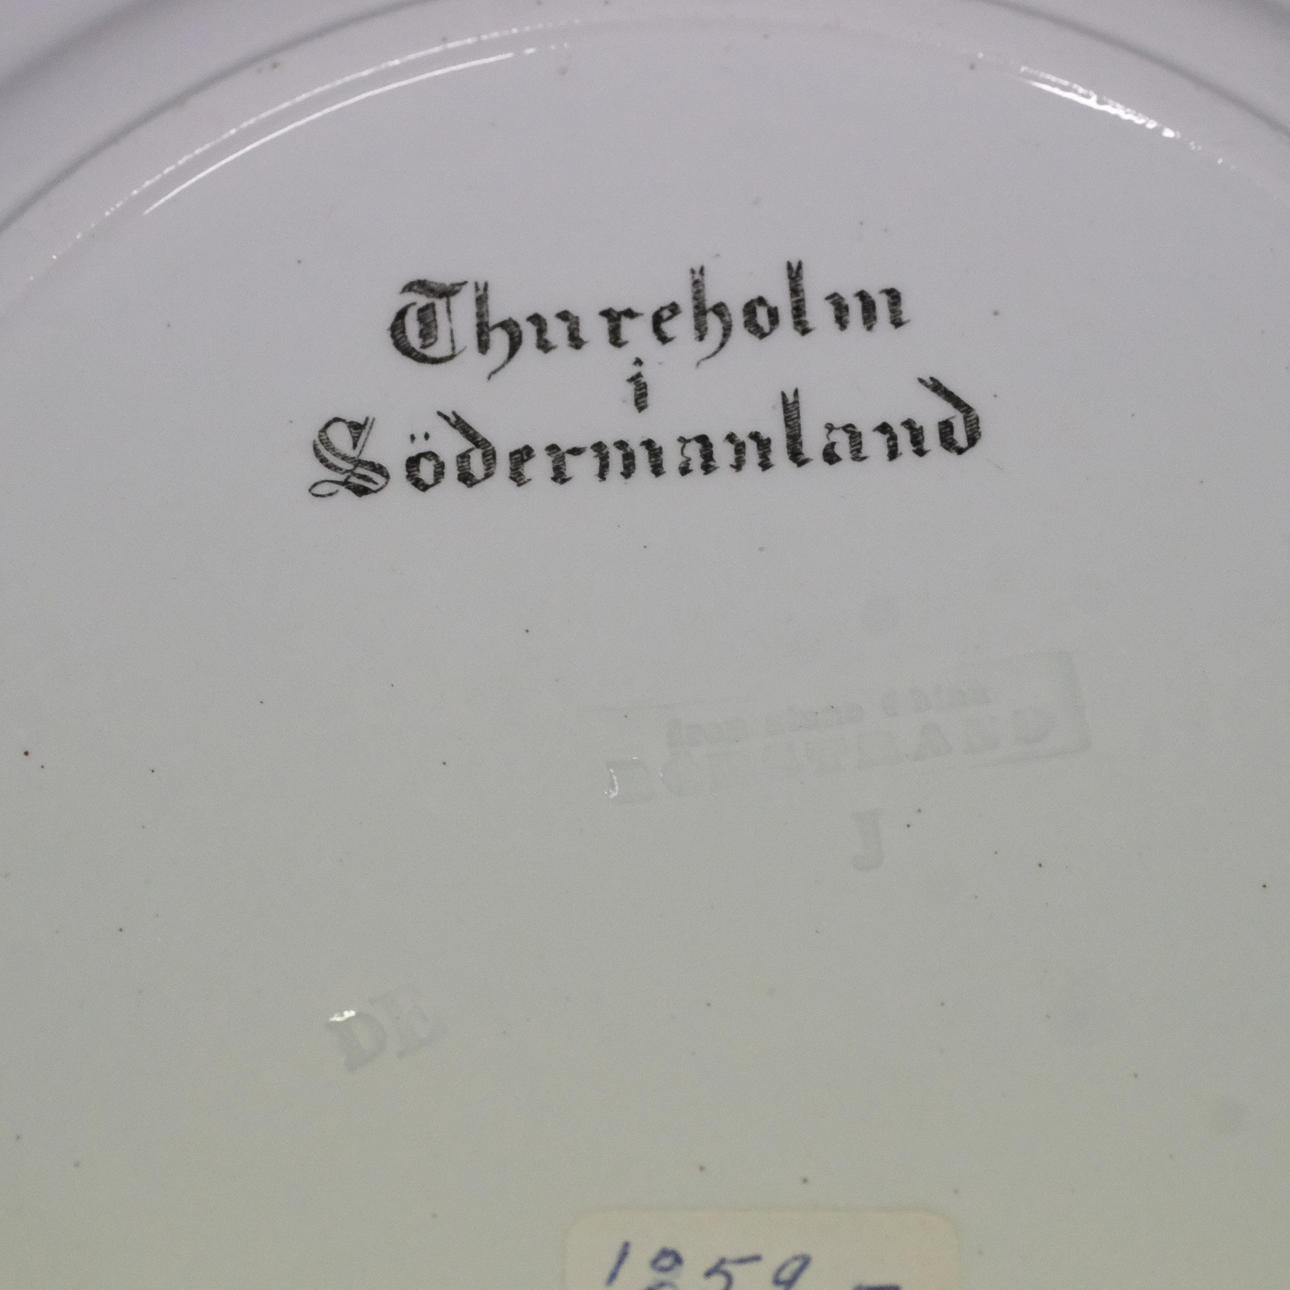 Thureholm
i
Södermanland
J